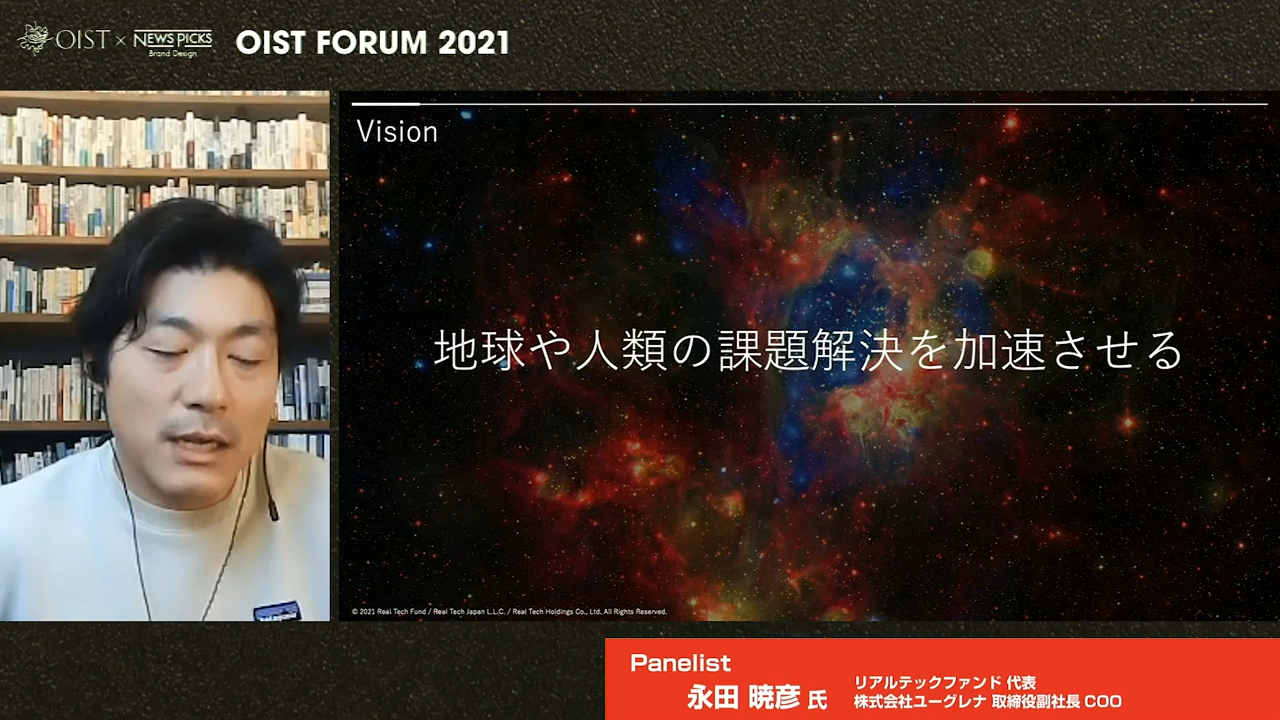 OIST × NEWSPICKS
Brand Design
OIST FORUM 2021
Vision
地球や人類の課題解決を加速させる
© 2021 Real Tech Fund / Real Tech Japan L.L.C. / Real Tech Holdings Co., Ltd. All Rights Reserved.
Panelist
永田 暁彦 氏
リアルテックファンド 代表
株式会社ユーグレナ 取締役副社長 COO